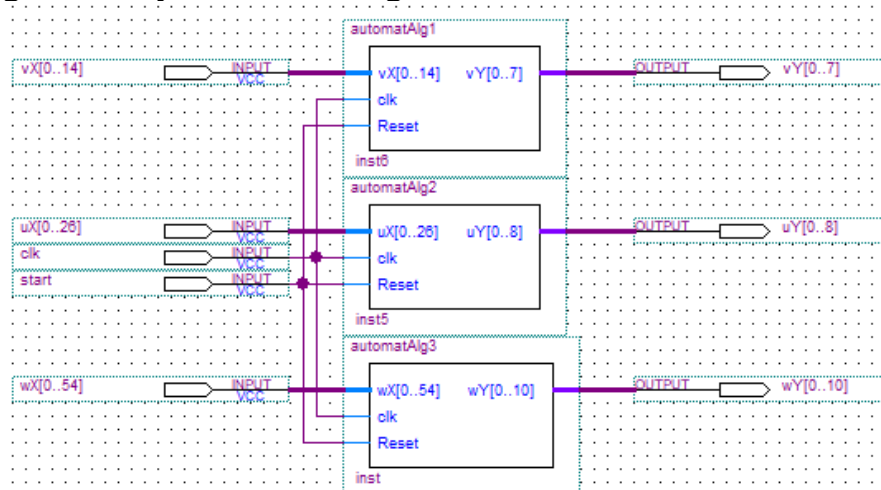 automatAlg1
vX[0..14] INPUT VCC vX[0..14] vY[0..7] OUTPUT vY[0..7]
clk
Reset
inst6
automatAlg2
uX[0..26] INPUT VCC uX[0..26] uY[0..8] OUTPUT uY[0..8]
clk INPUT VCC clk
start INPUT VCC Reset
inst5
automatAlg3
wX[0..54] INPUT VCC wX[0..54] wY[0..10] OUTPUT wY[0..10]
clk
Reset
inst